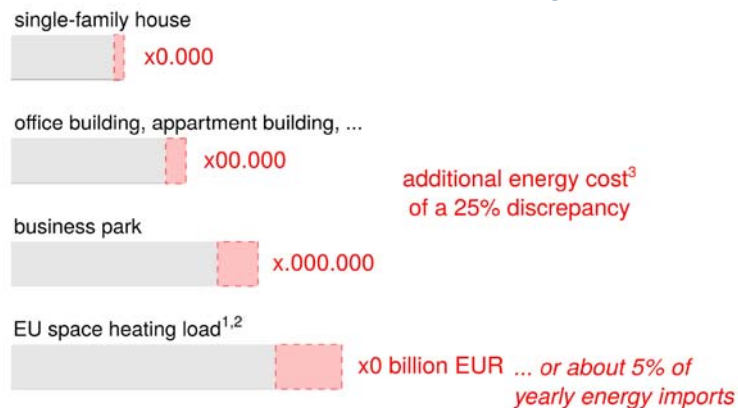 single-family house
x0.000
office building, appartment building, ...
x00.000
additional energy cost³
of a 25% discrepancy
business park
x.000.000
EU space heating load¹,²
x0 billion EUR ... or about 5% of
yearly energy imports